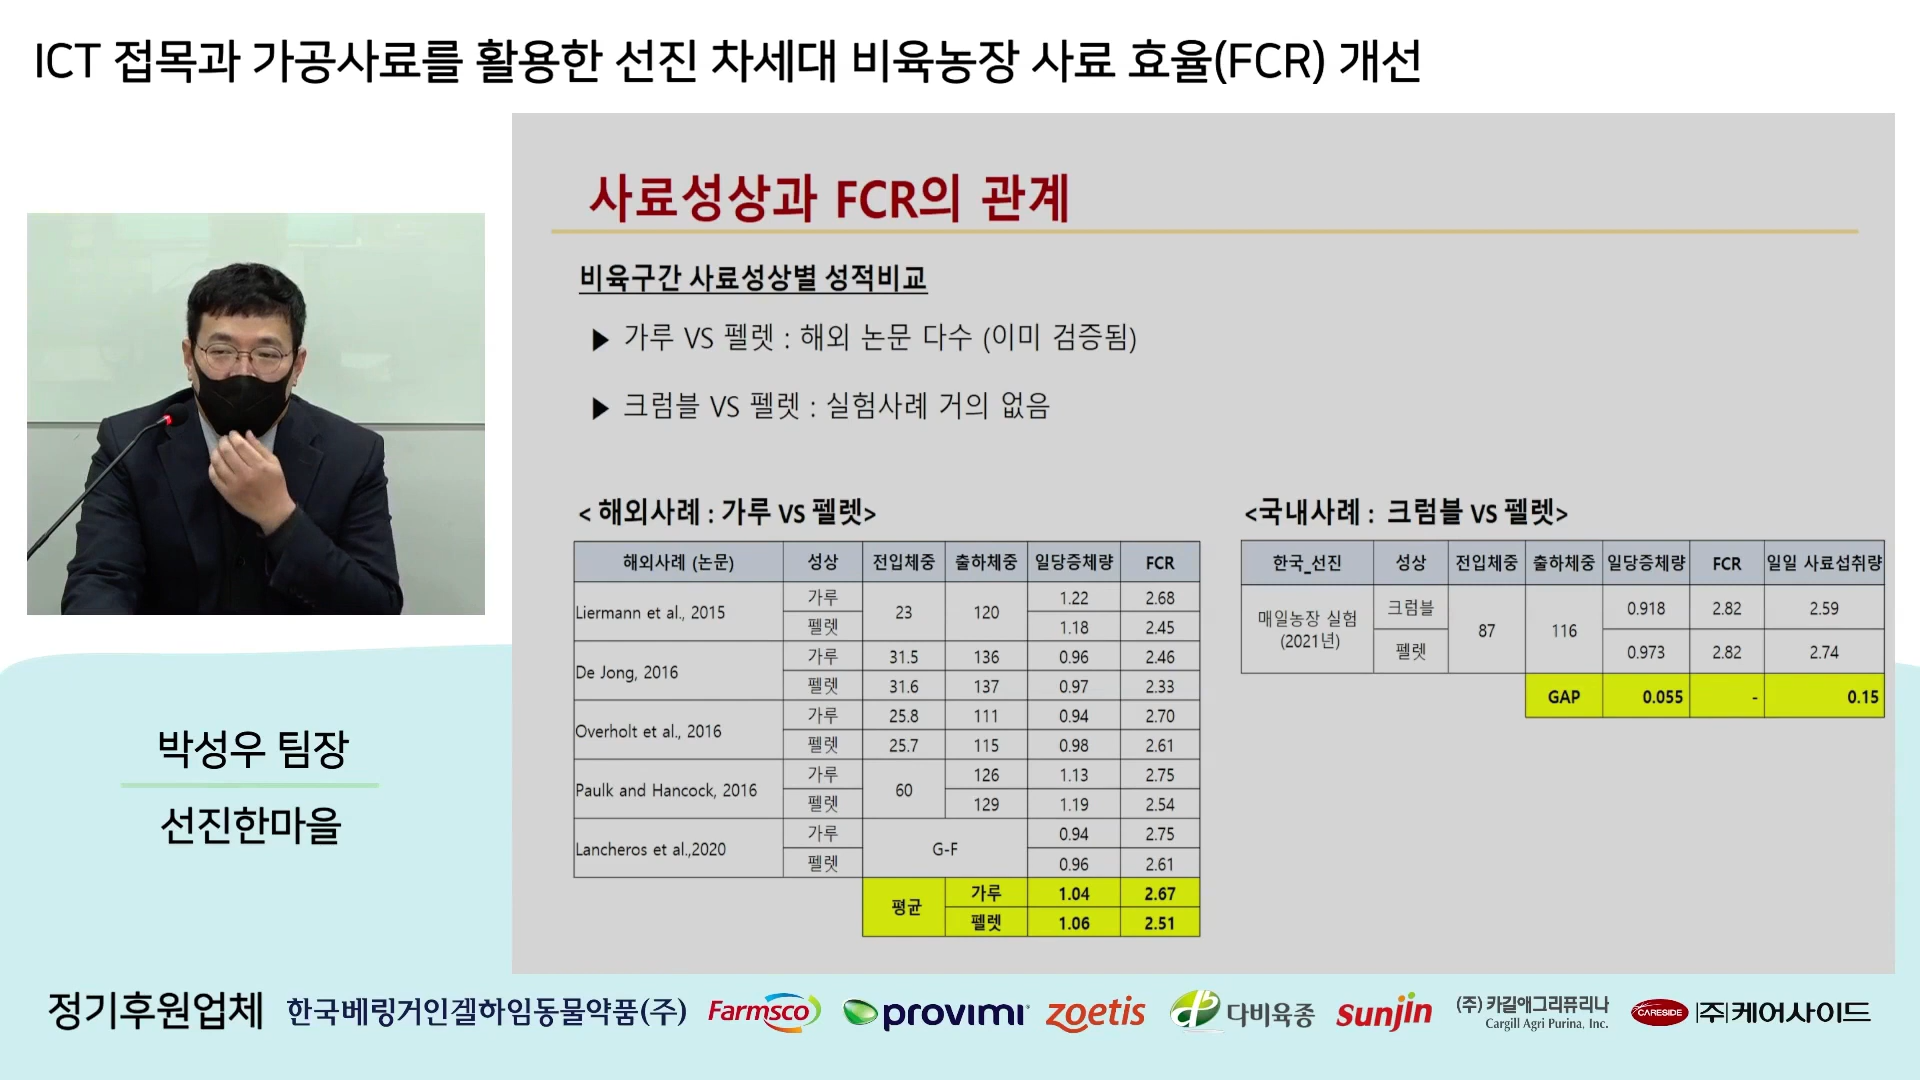 ICT 접목과 가공사료를 활용한 선진 차세대 비육농장 사료 효율(FCR) 개선
사료성상과 FCR의 관계
비육구간 사료성상별 성적비교
▶ 가루 VS 펠렛 : 해외 논문 다수 (이미 검증됨)
▶ 크럼블 VS 펠렛 : 실험사례 거의 없음
< 해외사례 : 가루 VS 펠렛>
해외사례 (논문) 성상 전입체중 출하체중 일당증체량 FCR
Liermann et al., 2015 가루 23 120 1.22 2.68
펠렛 1.18 2.45
De Jong, 2016 가루 31.5 136 0.96 2.46
펠렛 31.6 137 0.97 2.33
Overholt et al., 2016 가루 25.8 111 0.94 2.70
펠렛 25.7 115 0.98 2.61
Paulk and Hancock, 2016 가루 60 126 1.13 2.75
펠렛 129 1.19 2.54
Lancheros et al.,2020 가루 G-F 0.94 2.75
펠렛 0.96 2.61
평균 가루 1.04 2.67
펠렛 1.06 2.51
<국내사례 : 크럼블 VS 펠렛>
한국_선진 성상 전입체중 출하체중 일당증체량 FCR 일일 사료섭취량
매일농장 실험 (2021년) 크럼블 87 116 0.918 2.82 2.59
펠렛 0.973 2.82 2.74
GAP 0.055 - 0.15
박성우 팀장
선진한마을
정기후원업체 한국베링거인겔하임동물약품(주) Farmsco provimi zoetis 다비육종 sunjin (주) 카길애그리퓨리나 Cargill Agri Purina, Inc. CARESIDE (주)케어사이드